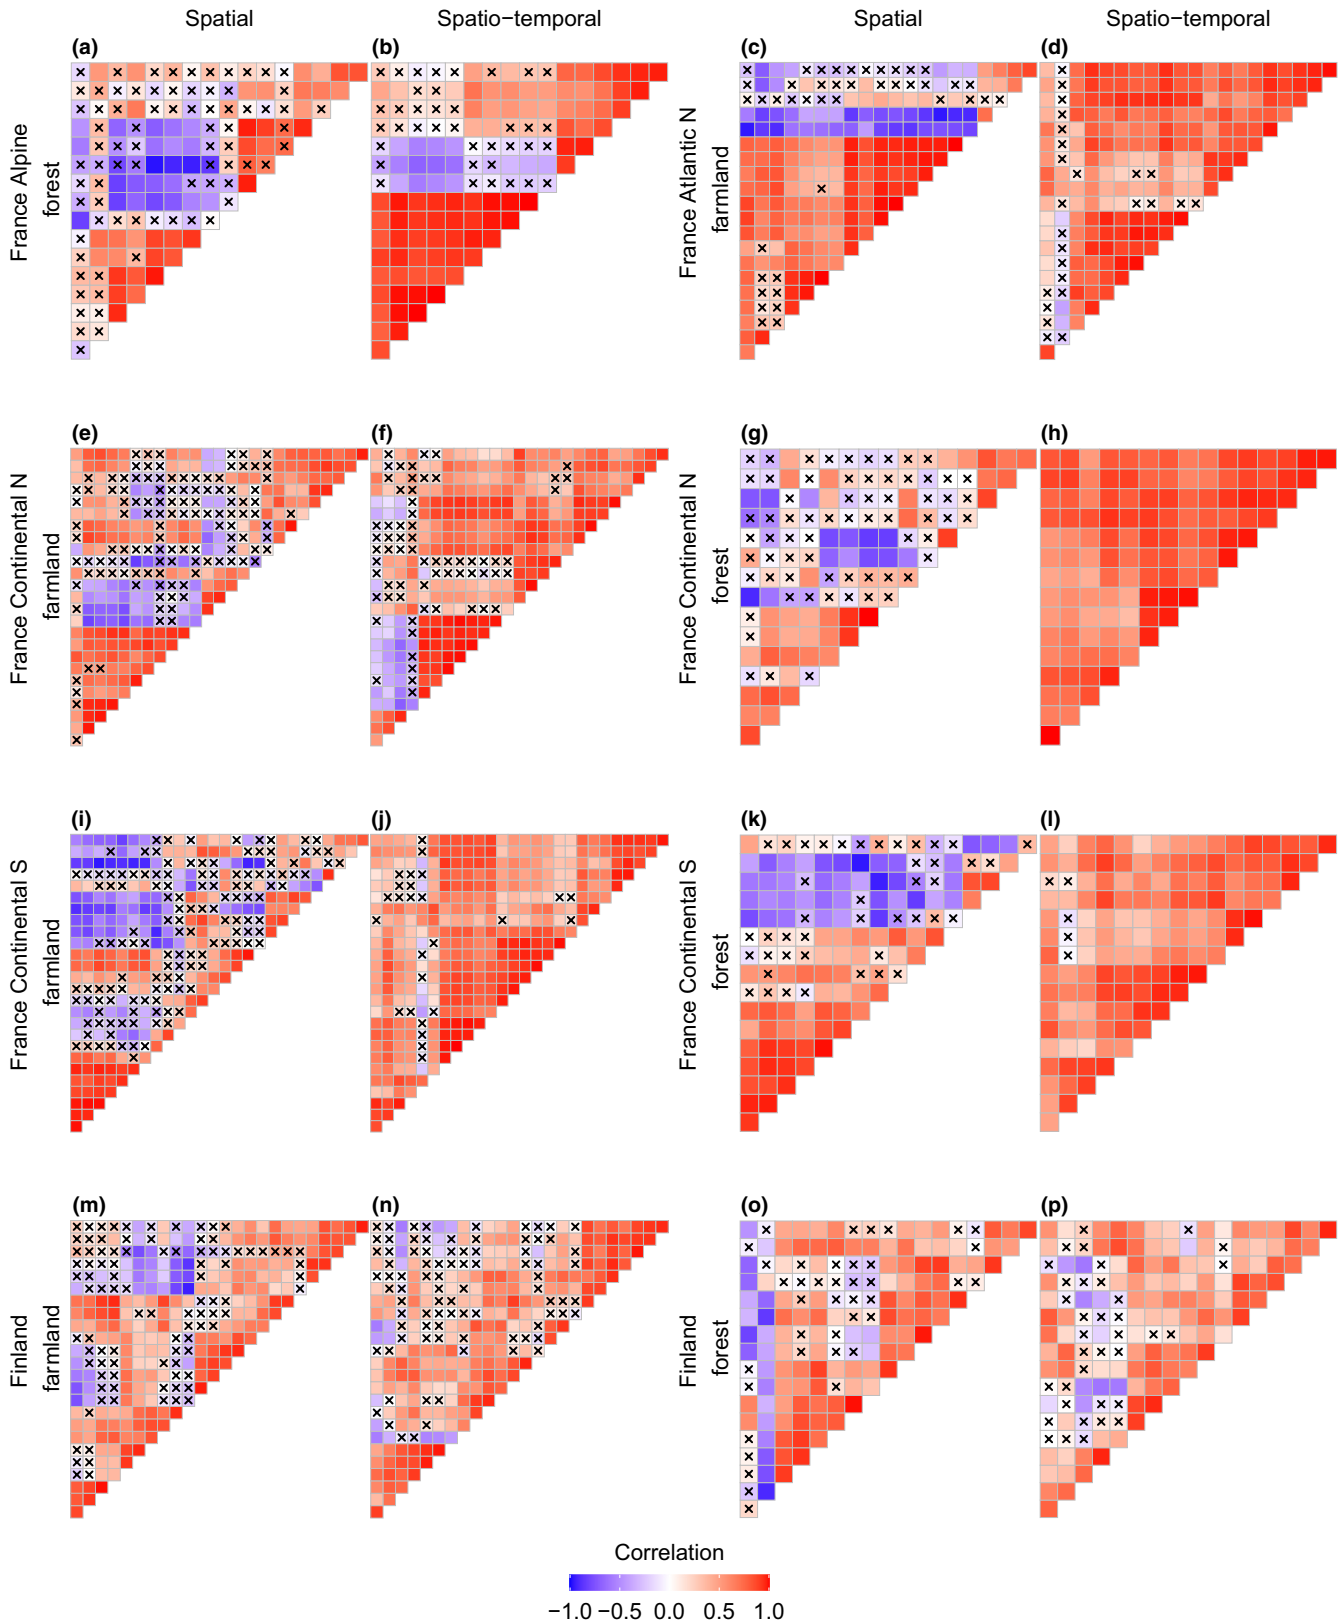 Spatial
Spatio−temporal
Spatial
Spatio−temporal
(a)
(b)
(c)
(d)
France Alpine
forest
France Atlantic N
farmland
(e)
(f)
(g)
(h)
France Continental N
farmland
France Continental N
forest
(i)
(j)
(k)
(l)
France Continental S
farmland
France Continental S
forest
(m)
(n)
(o)
(p)
Finland
farmland
Finland
forest
Correlation
−1.0 −0.5 0.0 0.5 1.0